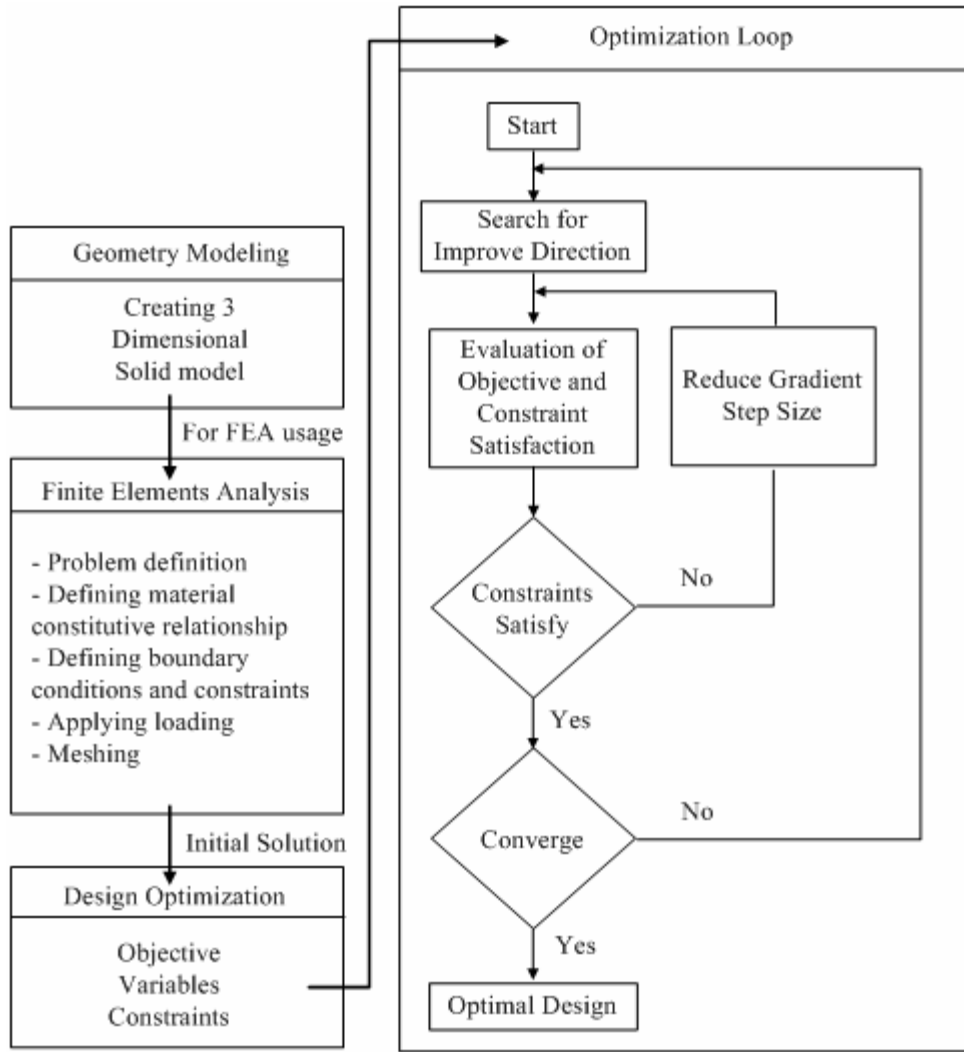 Geometry Modeling
Creating 3
Dimensional
Solid model
For FEA usage
Finite Elements Analysis
- Problem definition
- Defining material
constitutive relationship
- Defining boundary
conditions and constraints
- Applying loading
- Meshing
Initial Solution
Design Optimization
Objective
Variables
Constraints
Optimization Loop
Start
Search for
Improve Direction
Evaluation of
Objective and
Constraint
Satisfaction
Reduce Gradient
Step Size
Constraints
Satisfy
No
Yes
Converge
No
Yes
Optimal Design